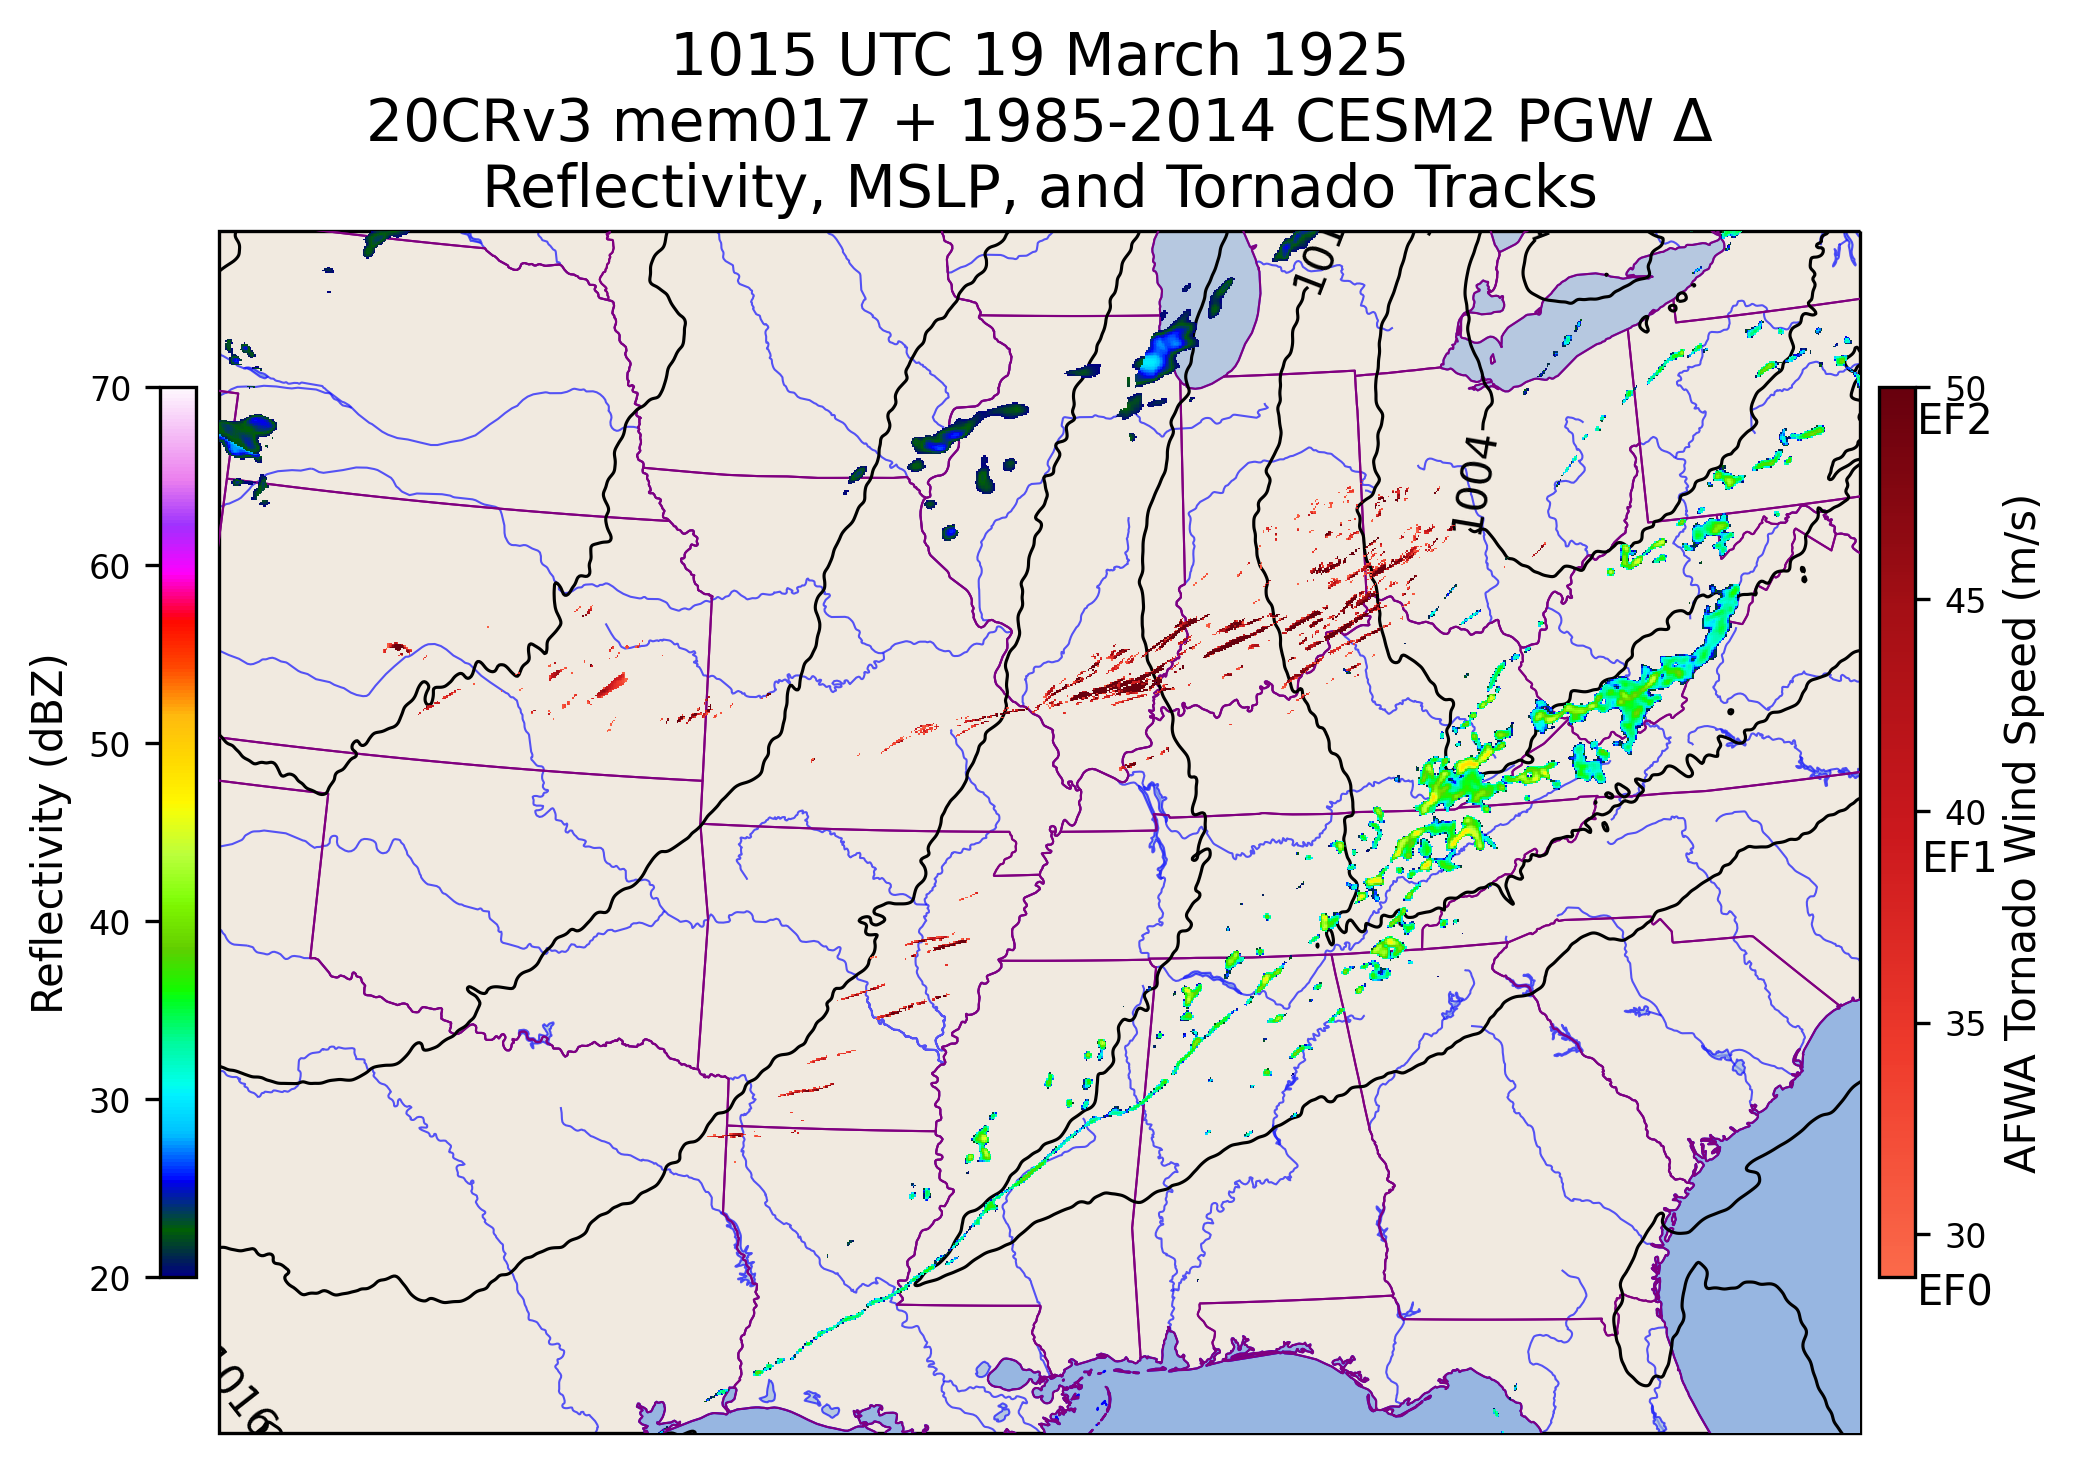 1015 UTC 19 March 1925
20CRv3 mem017 + 1985-2014 CESM2 PGW Δ
Reflectivity, MSLP, and Tornado Tracks
70
60
50
40
30
20
Reflectivity (dBZ)
1004
1016
50
EF2
45
40
EF1
35
30
EF0
AFWA Tornado Wind Speed (m/s)